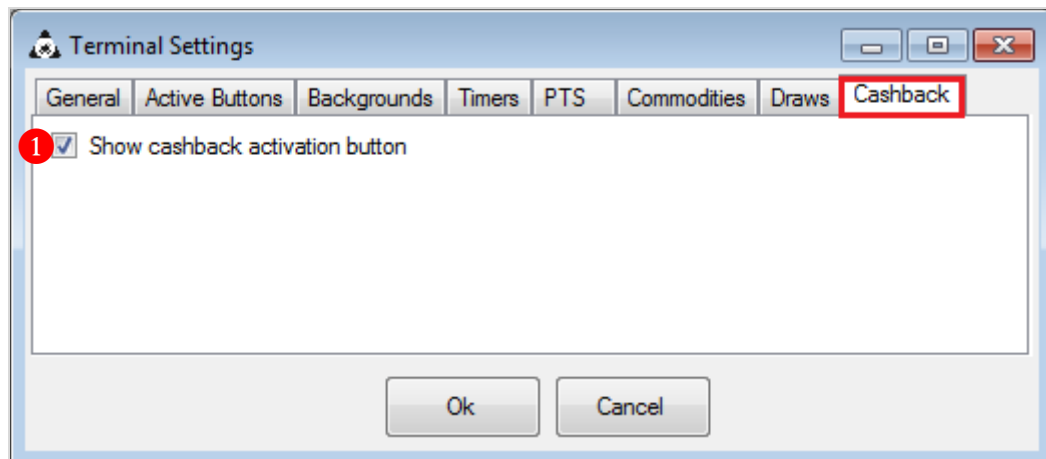 Terminal Settings
General Active Buttons Backgrounds Timers PTS Commodities Draws Cashback
1 Show cashback activation button
Ok Cancel